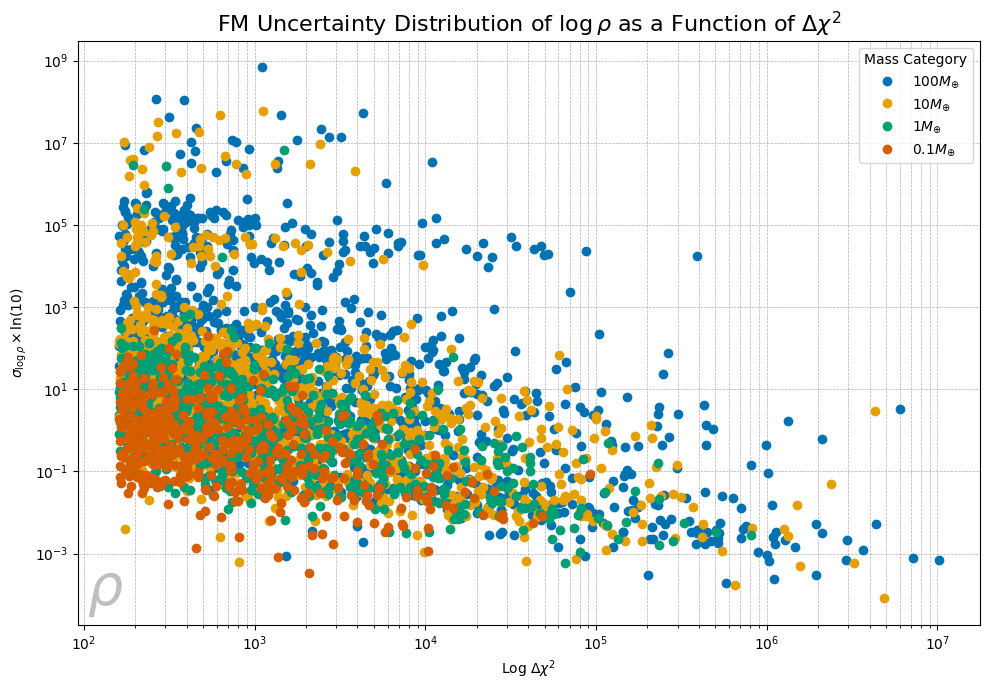 FM Uncertainty Distribution of log ρ as a Function of Δχ²
Mass Category
100M⊕
10M⊕
1M⊕
0.1M⊕
σ_log ρ × ln(10)
10⁹
10⁷
10⁵
10³
10¹
10⁻¹
10⁻³
ρ
10² 10³ 10⁴ 10⁵ 10⁶ 10⁷
Log Δχ²